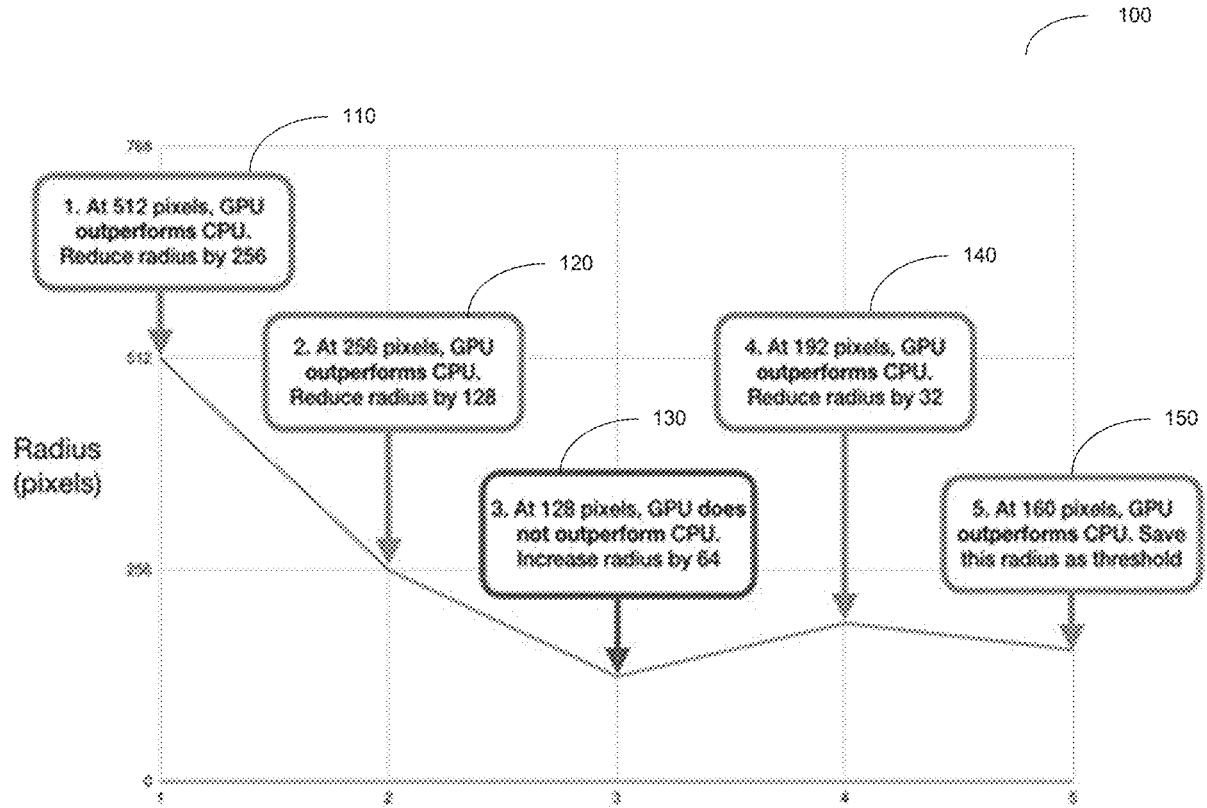 100
110
768
1. At 512 pixels, GPU
outperforms CPU.
Reduce radius by 256
120
140
2. At 256 pixels, GPU
outperforms CPU.
Reduce radius by 128
4. At 192 pixels, GPU
outperforms CPU.
Reduce radius by 32
512
130
150
Radius
(pixels)
3. At 128 pixels, GPU does
not outperform CPU.
Increase radius by 64
5. At 160 pixels, GPU
outperforms CPU. Save
this radius as threshold
256
0
1
2
3
4
5